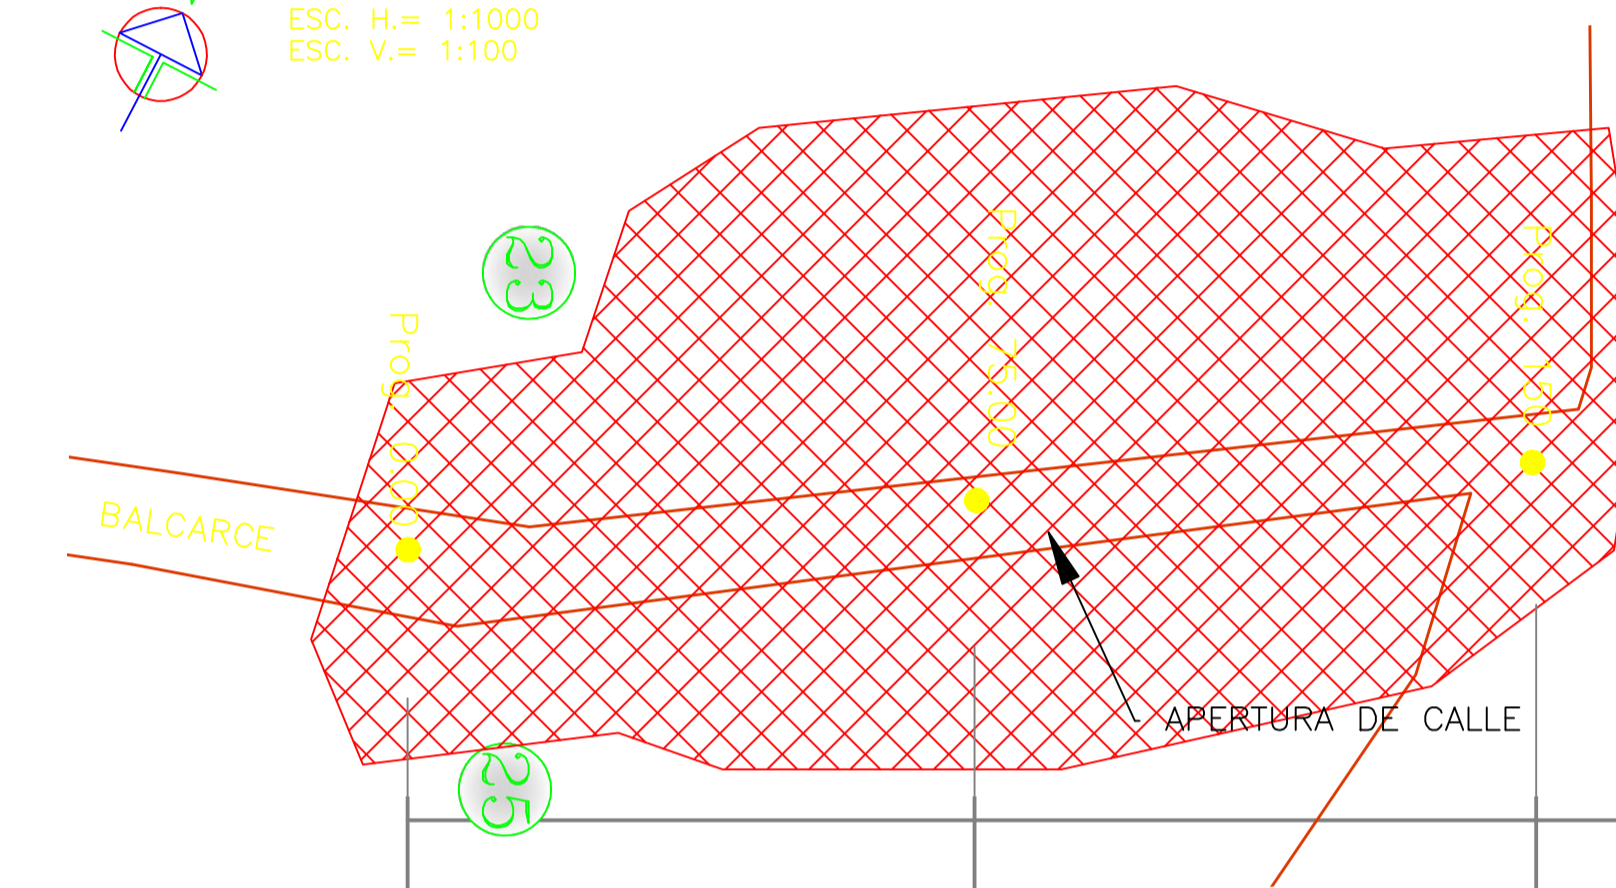 ESC. H.= 1:1000
ESC. V.= 1:100
23
Prog. 0.00
Prog. 75.00
Prog. 150
BALCARCE
APERTURA DE CALLE
25